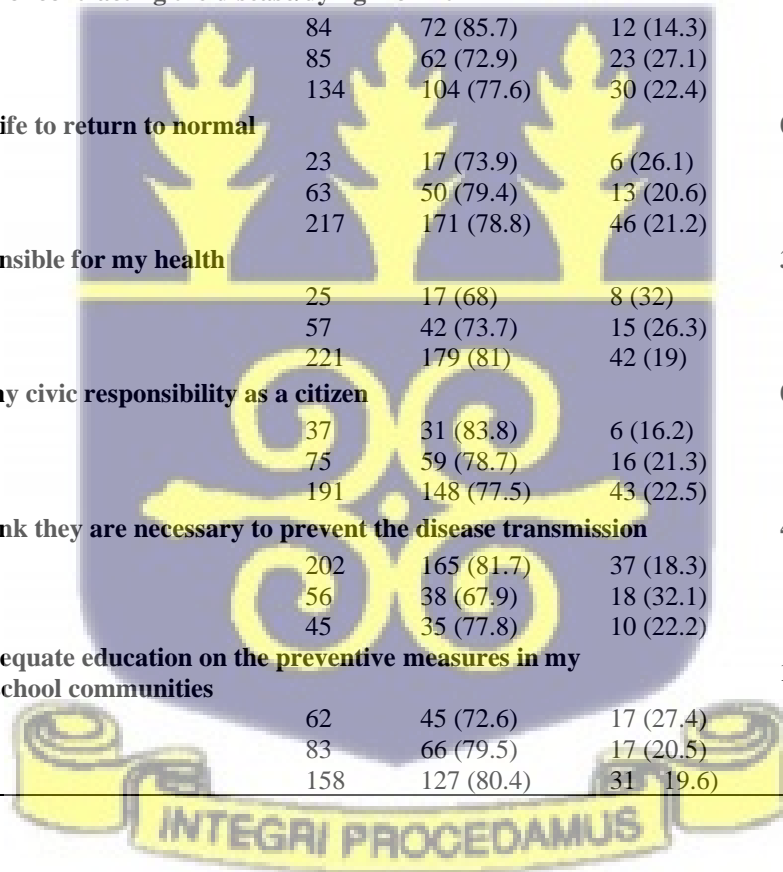 84 72 (85.7) 12 (14.3)
85 62 (72.9) 23 (27.1)
134 104 (77.6) 30 (22.4)
ife to return to normal
23 17 (73.9) 6 (26.1)
63 50 (79.4) 13 (20.6)
217 171 (78.8) 46 (21.2)
nsible for my health
25 17 (68) 8 (32)
57 42 (73.7) 15 (26.3)
221 179 (81) 42 (19)
ny civic responsibility as a citizen
37 31 (83.8) 6 (16.2)
75 59 (78.7) 16 (21.3)
191 148 (77.5) 43 (22.5)
nk they are necessary to prevent the disease transmission
202 165 (81.7) 37 (18.3)
56 38 (67.9) 18 (32.1)
45 35 (77.8) 10 (22.2)
equate education on the preventive measures in my
school communities
62 45 (72.6) 17 (27.4)
83 66 (79.5) 17 (20.5)
158 127 (80.4) 31 19.6)
INTEGRI PROCEDAMUS